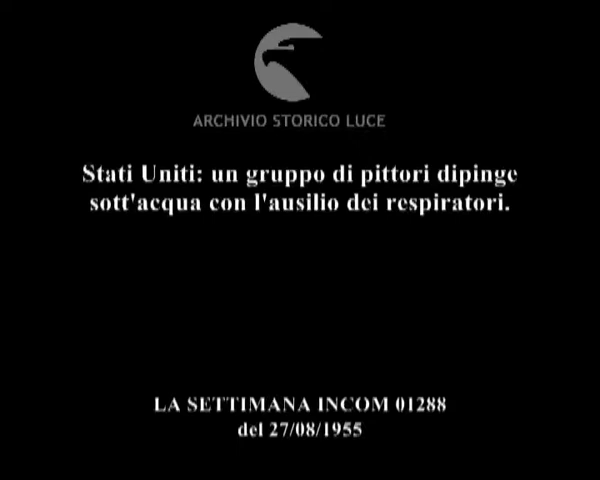 ARCHIVIO STORICO LUCE
Stati Uniti: un gruppo di pittori dipinge
sott'acqua con l'ausilio dei respiratori.
LA SETTIMANA INCOM 01288
del 27/08/1955